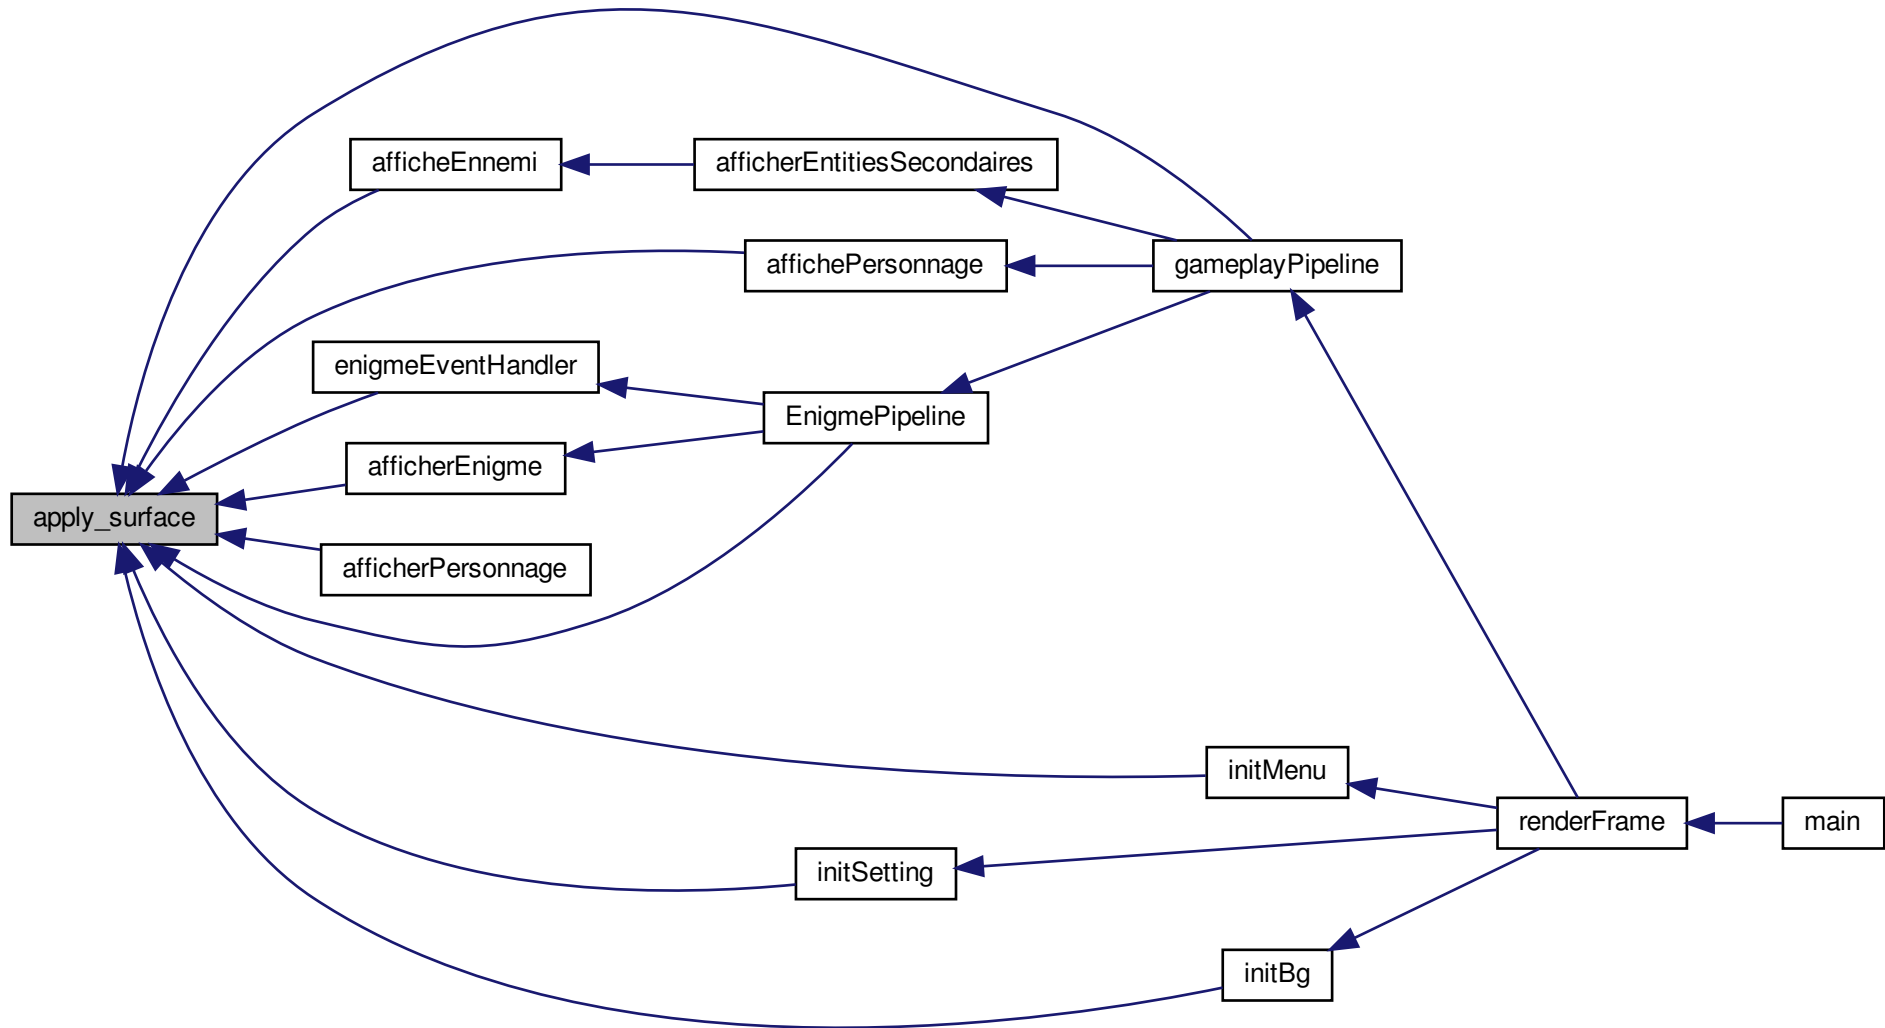 afficheEnnemi
afficherEntitiesSecondaires
affichePersonnage
gameplayPipeline
enigmeEventHandler
EnigmePipeline
afficherEnigme
apply_surface
afficherPersonnage
initMenu
renderFrame
main
initSetting
initBg